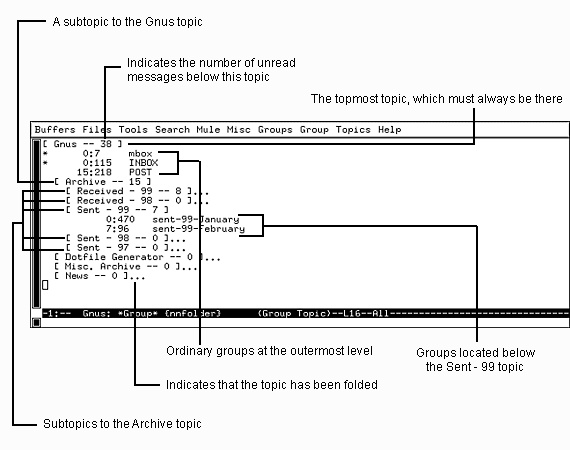 A subtopic to the Gnus topic
Indicates the number of unread
messages below this topic
The topmost topic, which must always be there
Buffers Files Tools Search Mule Misc Groups Group Topics Help
[ Gnus -- 38 ]
* 0:7 mbox
* 0:115 INBOX
15:218 POST
[ Archive -- 15 ]
[ Received - 99 -- 8 ]...
[ Received - 98 -- 0 ]...
[ Sent - 99 -- 7 ]
0:470 sent-99-January
7:96 sent-99-February
[ Sent - 98 -- 0 ]...
[ Sent - 97 -- 0 ]...
[ Dotfile Generator -- 0 ]...
[ Misc. Archive -- 0 ]...
[ News -- 0 ]...
-1:-- Gnus: *Group* {nnfolder} (Group Topic)--L16--All----------------------------
Ordinary groups at the outermost level
Groups located below
the Sent - 99 topic
Indicates that the topic has been folded
Subtopics to the Archive topic